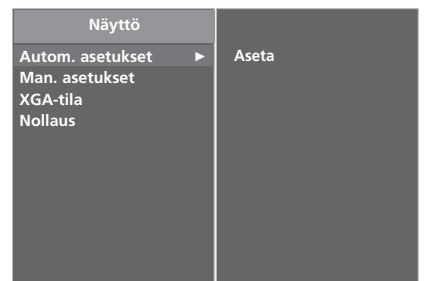 Näyttö
Autom. asetukset ►
Aseta
Man. asetukset
XGA-tila
Nollaus